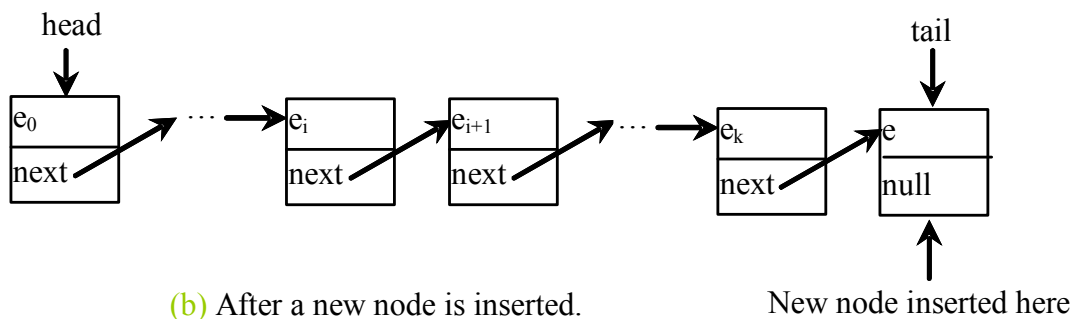 head
tail
e0
next
...
ei
next
ei+1
next
...
ek
next
e
null
(b) After a new node is inserted.
New node inserted here